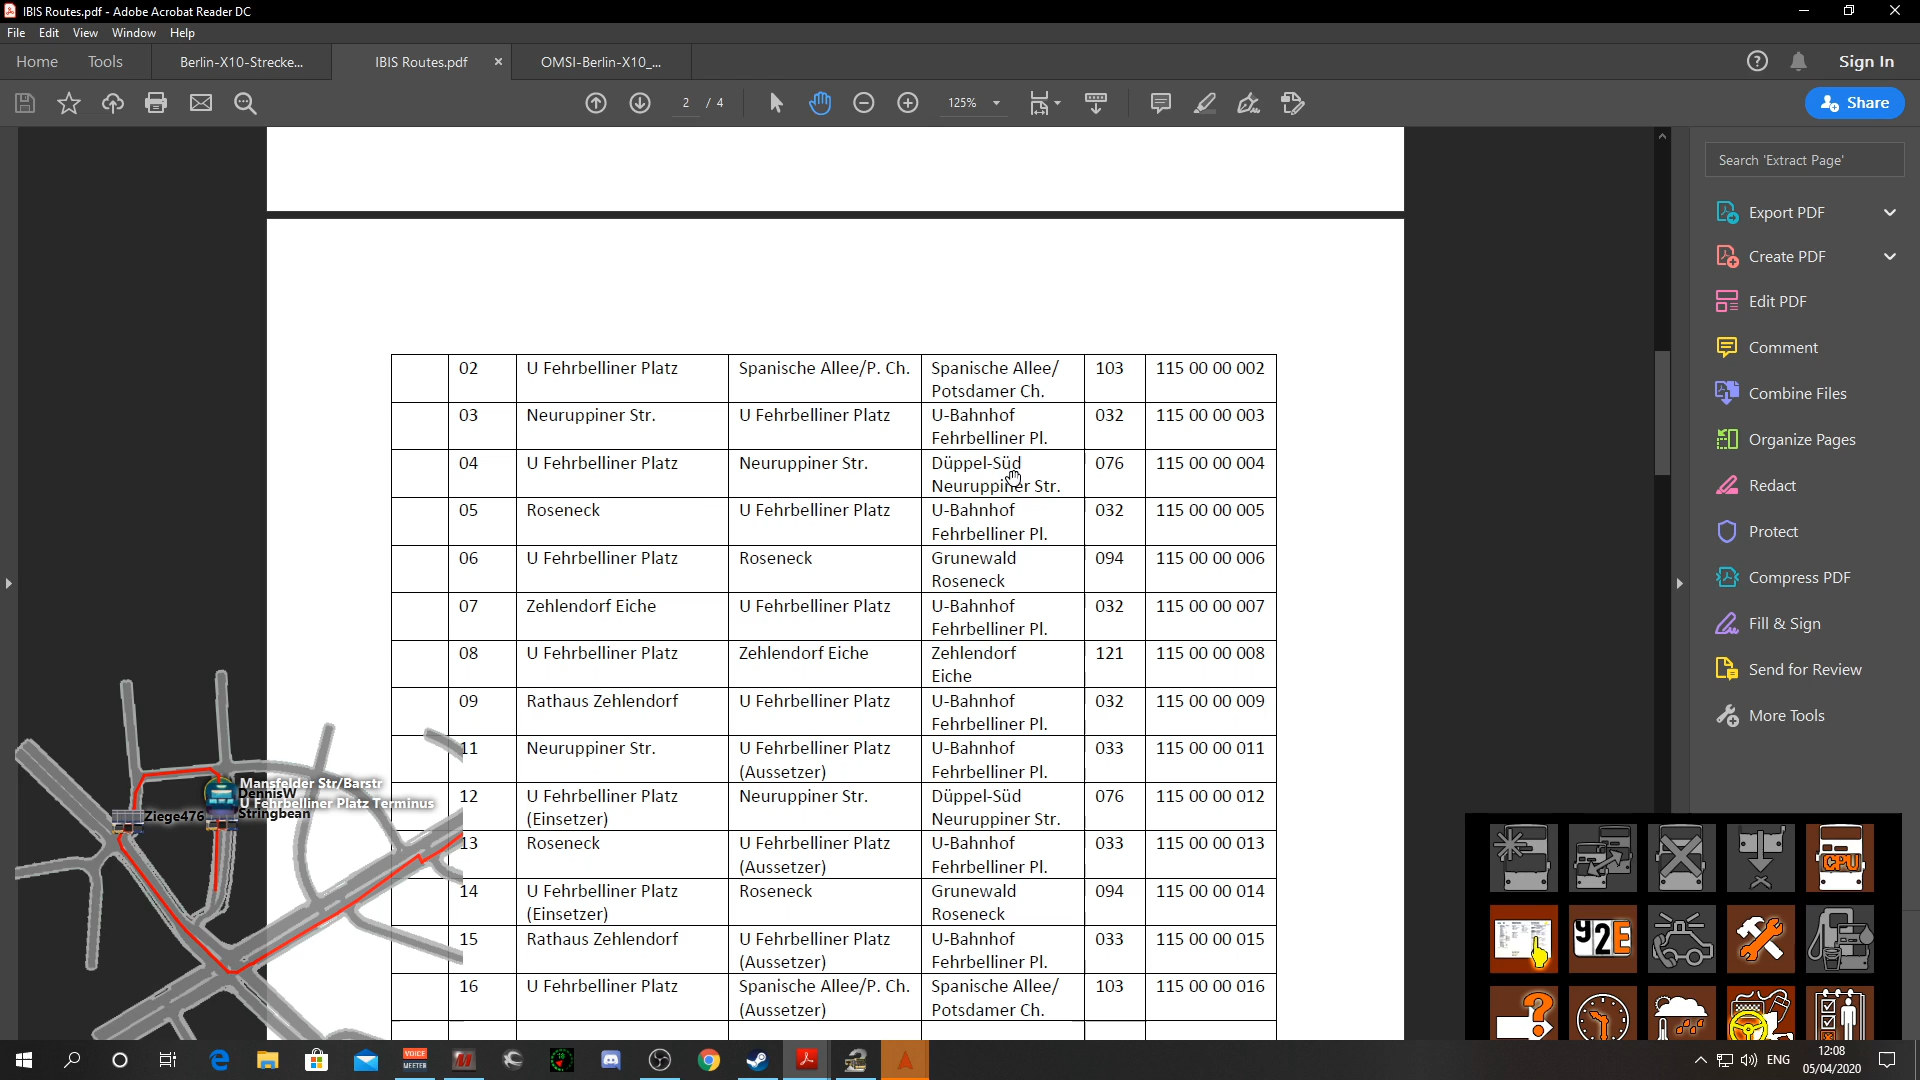 IBIS Routes.pdf - Adobe Acrobat Reader DC
File Edit View Window Help
Home Tools Berlin-X10-Strecke... IBIS Routes.pdf × OMSI-Berlin-X10_... Sign In
2 / 4 125% Share
Search 'Extract Page'
Export PDF
Create PDF
Edit PDF
Comment
Combine Files
Organize Pages
Redact
Protect
Compress PDF
Fill & Sign
Send for Review
More Tools
02 U Fehrbelliner Platz Spanische Allee/P. Ch. Spanische Allee/ 103 115 00 00 002
Potsdamer Ch.
03 Neuruppiner Str. U Fehrbelliner Platz U-Bahnhof 032 115 00 00 003
Fehrbelliner Pl.
04 U Fehrbelliner Platz Neuruppiner Str. Düppel-Süd 076 115 00 00 004
Neuruppiner Str.
05 Roseneck U Fehrbelliner Platz U-Bahnhof 032 115 00 00 005
Fehrbelliner Pl.
06 U Fehrbelliner Platz Roseneck Grunewald 094 115 00 00 006
Roseneck
07 Zehlendorf Eiche U Fehrbelliner Platz U-Bahnhof 032 115 00 00 007
Fehrbelliner Pl.
08 U Fehrbelliner Platz Zehlendorf Eiche Zehlendorf 121 115 00 00 008
Eiche
09 Rathaus Zehlendorf U Fehrbelliner Platz U-Bahnhof 032 115 00 00 009
Fehrbelliner Pl.
11 Neuruppiner Str. U Fehrbelliner Platz U-Bahnhof 033 115 00 00 011
(Aussetzer) Fehrbelliner Pl.
12 U Fehrbelliner Platz Neuruppiner Str. Düppel-Süd 076 115 00 00 012
(Einsetzer) Neuruppiner Str.
13 Roseneck U Fehrbelliner Platz U-Bahnhof 033 115 00 00 013
(Aussetzer) Fehrbelliner Pl.
14 U Fehrbelliner Platz Roseneck Grunewald 094 115 00 00 014
(Einsetzer) Roseneck
15 Rathaus Zehlendorf U Fehrbelliner Platz U-Bahnhof 033 115 00 00 015
(Aussetzer) Fehrbelliner Pl.
16 U Fehrbelliner Platz Spanische Allee/P. Ch. Spanische Allee/ 103 115 00 00 016
(Aussetzer) Potsdamer Ch.
Mansfelder Str/Barstr
DennisW
U Fehrbelliner Platz Terminus
Ziege476 Stringbean
CPU
92E
VOICE
MEETER
ENG
12:08
05/04/2020